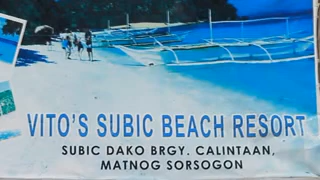 VITO'S SUBIC BEACH RESORT
SUBIC DAKO BRGY. CALINTAAN,
MATNOG SORSOGON